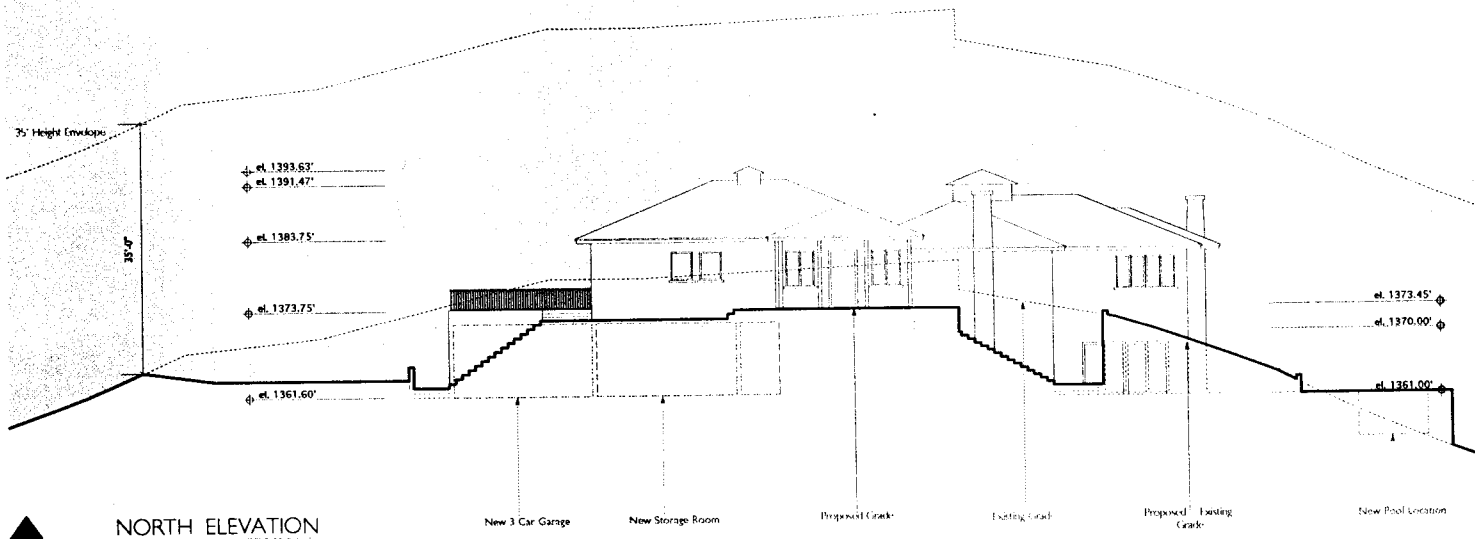 35' Height Envelope
el. 1393.63'
el. 1391.47'
el. 1383.75'
35'-0"
el. 1373.75'
el. 1373.45'
el. 1370.00'
el. 1361.00'
el. 1361.60'
New 3 Car Garage
New Storage Room
Proposed Grade
Existing Grade
Proposed Existing
Grade
New Pool Location
NORTH ELEVATION